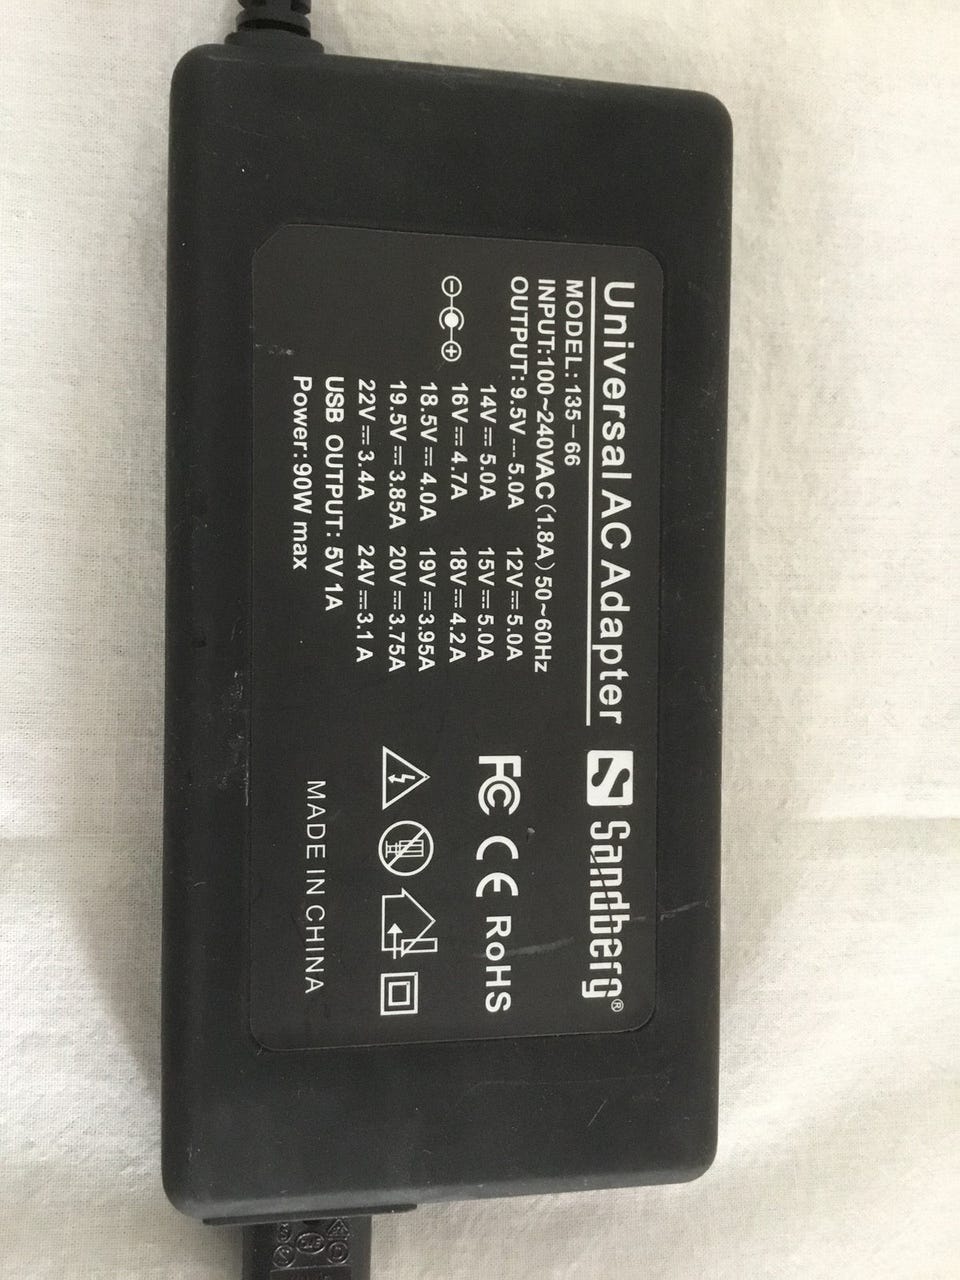 Universal AC Adapter
Sandberg®
MODEL: 135-66
INPUT:100~240VAC(1.8A) 50~60Hz
OUTPUT: 9.5V⎓5.0A 12V⎓5.0A
14V⎓5.0A 15V⎓5.0A
16V⎓4.7A 18V⎓4.2A
18.5V⎓4.0A 19V⎓3.95A
19.5V⎓3.85A 20V⎓3.75A
22V⎓3.4A 24V⎓3.1A
USB OUTPUT: 5V 1A
Power: 90W max
FC CE RoHS
MADE IN CHINA